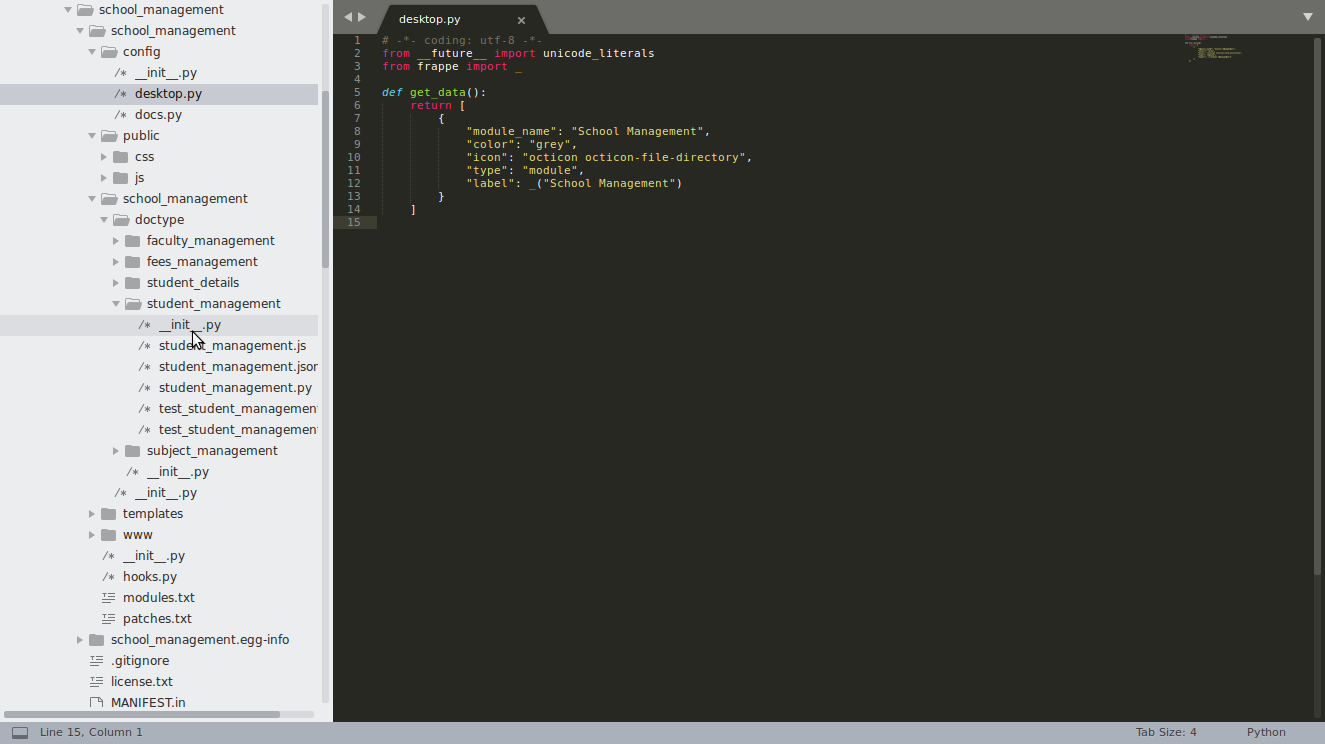 school_management
school_management
config
__init__.py
desktop.py
docs.py
public
css
js
school_management
doctype
faculty_management
fees_management
student_details
student_management
__init__.py
student_management.js
student_management.json
student_management.py
test_student_management
test_student_management
subject_management
__init__.py
__init__.py
templates
www
__init__.py
hooks.py
modules.txt
patches.txt
school_management.egg-info
.gitignore
license.txt
MANIFEST.in
desktop.py ×
1 # -*- coding: utf-8 -*-
2 from __future__ import unicode_literals
3 from frappe import _
4
5 def get_data():
6     return [
7         {
8             "module_name": "School Management",
9             "color": "grey",
10             "icon": "octicon octicon-file-directory",
11             "type": "module",
12             "label": _("School Management")
13         }
14     ]
15
Line 15, Column 1
Tab Size: 4
Python